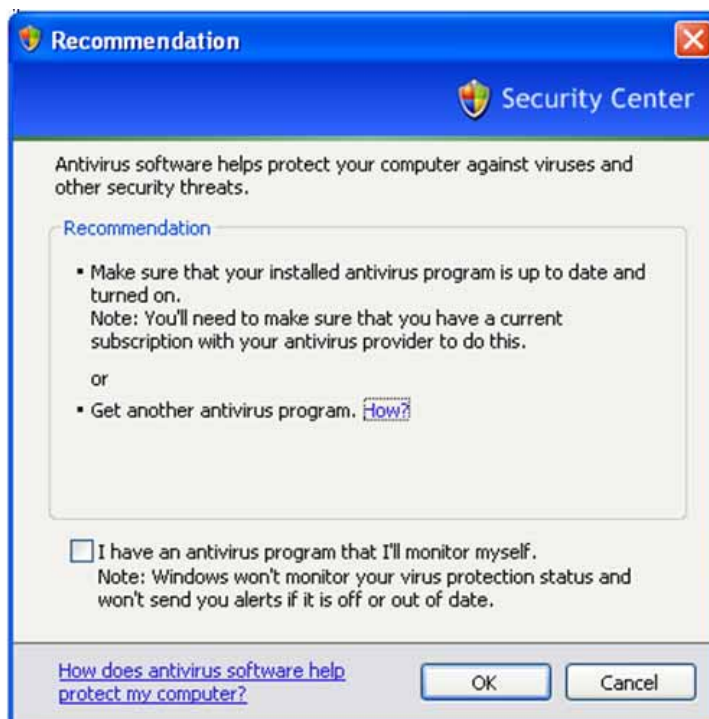 Recommendation
Security Center
Antivirus software helps protect your computer against viruses and
other security threats.
Recommendation
▪ Make sure that your installed antivirus program is up to date and
turned on.
Note: You'll need to make sure that you have a current
subscription with your antivirus provider to do this.
or
▪ Get another antivirus program. How?
I have an antivirus program that I'll monitor myself.
Note: Windows won't monitor your virus protection status and
won't send you alerts if it is off or out of date.
How does antivirus software help
protect my computer?
OK
Cancel